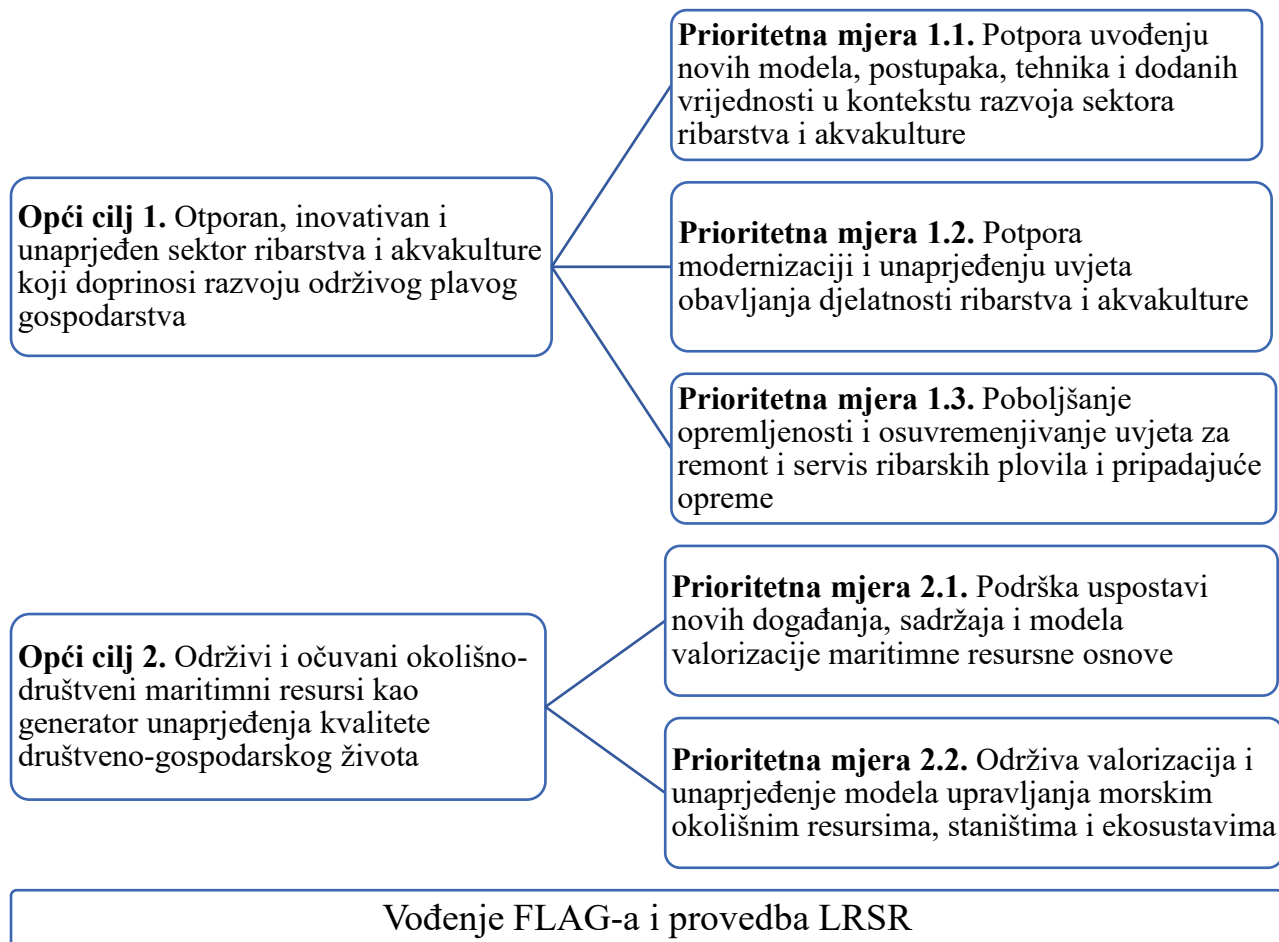 Opći cilj 1. Otporan, inovativan i
unaprjeđen sektor ribarstva i akvakulture
koji doprinosi razvoju održivog plavog
gospodarstva
Prioritetna mjera 1.1. Potpora uvođenju
novih modela, postupaka, tehnika i dodanih
vrijednosti u kontekstu razvoja sektora
ribarstva i akvakulture
Prioritetna mjera 1.2. Potpora
modernizaciji i unaprjeđenju uvjeta
obavljanja djelatnosti ribarstva i akvakulture
Prioritetna mjera 1.3. Poboljšanje
opremljenosti i osuvremenjivanje uvjeta za
remont i servis ribarskih plovila i pripadajuće
opreme
Opći cilj 2. Održivi i očuvani okolišno-
društveni maritimni resursi kao
generator unaprjeđenja kvalitete
društveno-gospodarskog života
Prioritetna mjera 2.1. Podrška uspostavi
novih događanja, sadržaja i modela
valorizacije maritimne resursne osnove
Prioritetna mjera 2.2. Održiva valorizacija i
unaprjeđenje modela upravljanja morskim
okolišnim resursima, staništima i ekosustavima
Vođenje FLAG-a i provedba LRSR